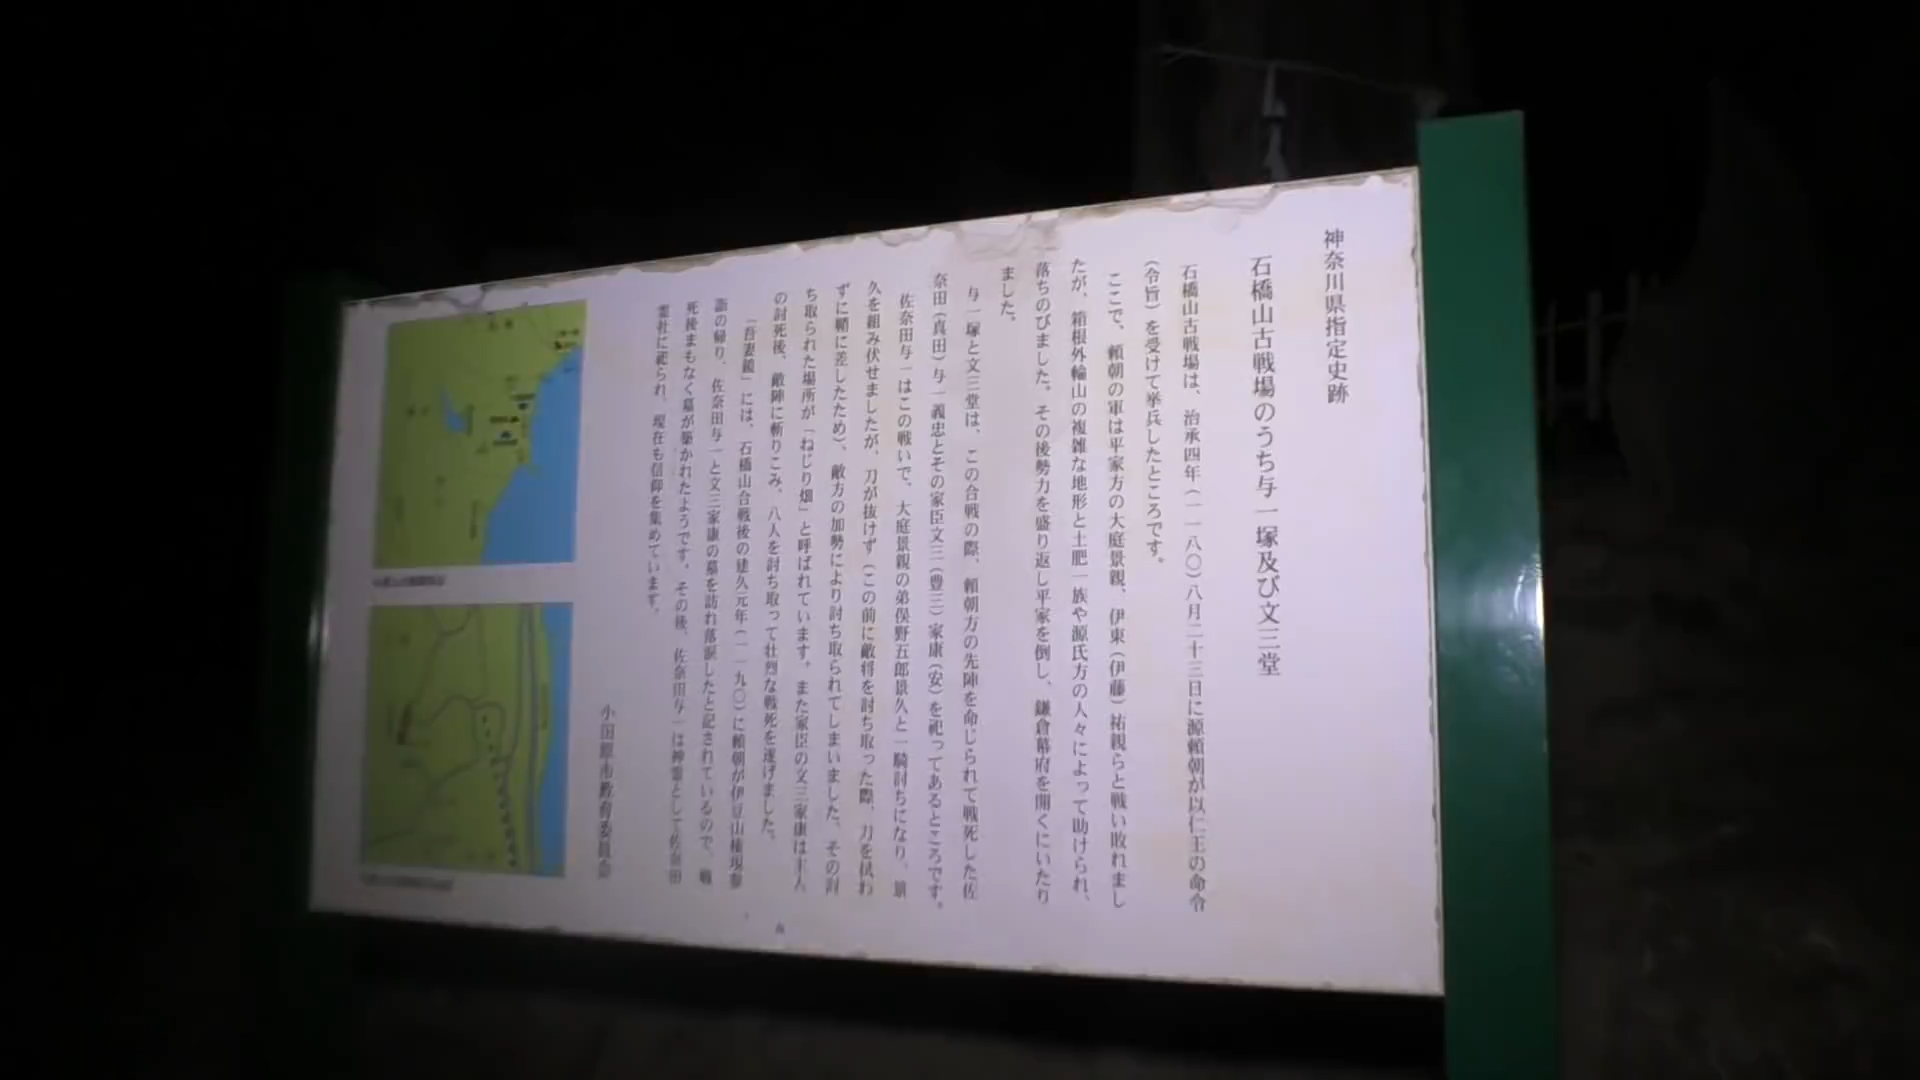 神奈川県指定史跡
石橋山古戦場のうち与一塚及び文三堂
石橋山古戦場は、治承四年(一一八〇)八月二十三日に源頼朝が以仁王の命令
(令旨)を受けて挙兵したところです。
ここで、頼朝の軍は平家方の大庭景親、伊東(伊藤)祐親らと戦い敗れまし
たが、箱根外輪山の複雑な地形と土肥一族や源氏方の人々によって助けられ、
落ちのびました。その後勢力を盛り返し平家を倒し、鎌倉幕府を開くにいたり
ました。
与一塚と文三堂は、この合戦の際、頼朝方の先陣を命じられて戦死した佐
奈田(真田)与一義忠とその家臣文三(豊三)家康(安)を祀ってあるところです。
佐奈田与一はこの戦いで、大庭景親の弟俣野五郎景久と一騎討ちになり、景
久を組み伏せましたが、刀が抜けず(この前に敵将を討ち取った際、刀を拭わ
ずに鞘に差したため)、敵方の加勢により討ち取られてしまいました。その討
ち取られた場所が「ねじり畑」と呼ばれています。また家臣の文三家康は主人
の討死後、敵陣に斬りこみ、八人を討ち取って壮烈な戦死を遂げました。
「吾妻鏡」には、石橋山合戦後の建久元年(一一九〇)に頼朝が伊豆山権現参
詣の帰り、佐奈田与一と文三家康の墓を訪れ落涙したと記されているので、戦
死後まもなく墓が築かれたようです。その後、佐奈田与一は神霊として佐奈田
霊社に祀られ、現在も信仰を集めています。
小田原市教育委員会